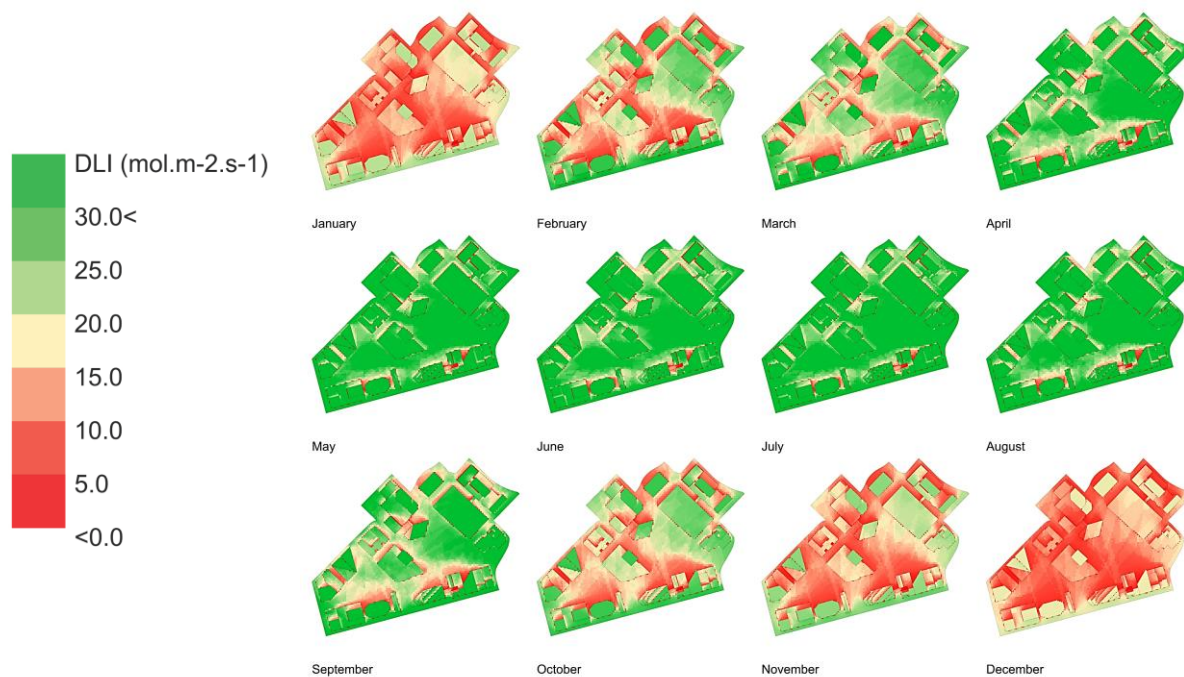 DLI (mol.m-2.s-1)
30.0<
25.0
20.0
15.0
10.0
5.0
<0.0
January
February
March
April
May
June
July
August
September
October
November
December